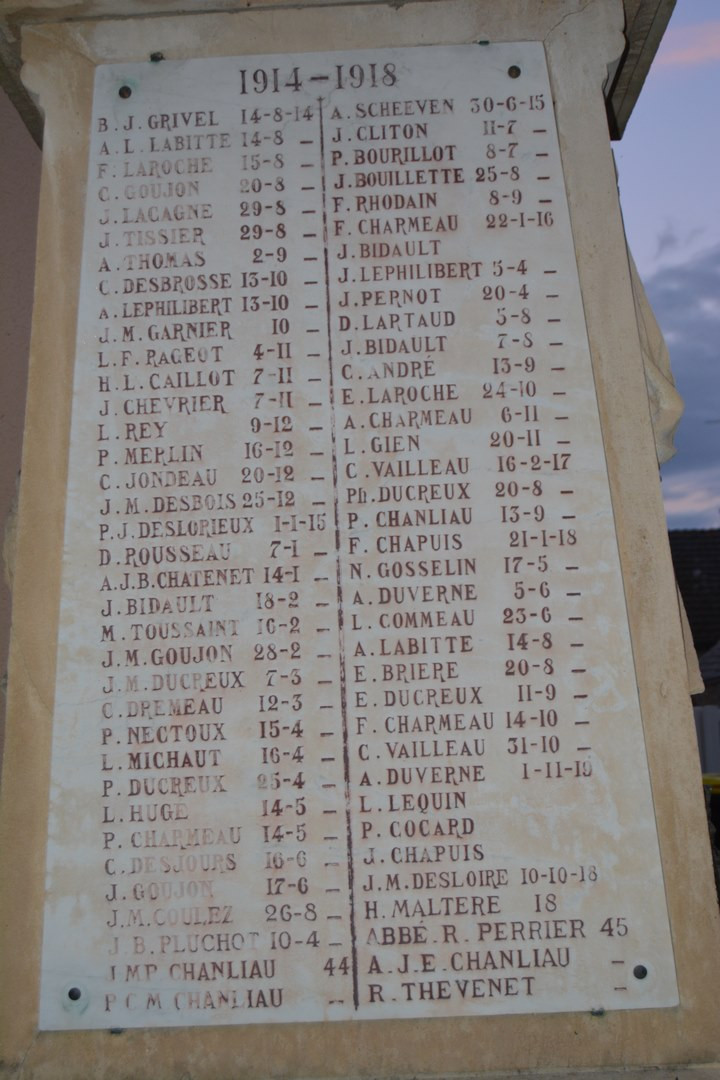 1914-1918
B. J. GRIVEL 14-8-14
A. L. LABITTE 14-8 –
F. LAROCHE 15-8 –
C. GOUJON 20-8 –
J. LACAGNE 29-8 –
J. TISSIER 29-8 –
A. THOMAS 2-9 –
C. DESBROSSE 13-10 –
A. LEPHILIBERT 13-10 –
J. M. GARNIER 10 –
L. F. RAGEOT 4-11 –
H. L. CAILLOT 7-11 –
J. CHEVRIER 7-11 –
L. REY 9-12 –
P. MERLIN 16-12 –
C. JONDEAU 20-12 –
J. M. DESBOIS 25-12 –
P. J. DESLORIEUX 1-1-15
D. ROUSSEAU 7-1 –
A. J. B. CHATENET 14-1 –
J. BIDAULT 18-2 –
M. TOUSSAINT 16-2 –
J. M. GOUJON 28-2 –
J. M. DUCREUX 7-3 –
C. DREMEAU 12-3 –
P. NECTOUX 15-4 –
L. MICHAUT 16-4 –
P. DUCREUX 25-4 –
L. HUGE 14-5 –
P. CHARMEAU 14-5 –
C. DESJOURS 16-6 –
J. GOUJON 17-6 –
J. M. COULEZ 26-8 –
J. B. PLUCHOT 10-4 –
J M P CHANLIAU 44
P C M CHANLIAU –
A. SCHEEVEN 30-6-15
J. CLITON 11-7 –
P. BOURILLOT 8-7 –
J. BOUILLETTE 25-8 –
F. RHODAIN 8-9 –
F. CHARMEAU 22-1-16
J. BIDAULT
J. LEPHILIBERT 5-4 –
J. PERNOT 20-4 –
D. LARTAUD 5-8 –
J. BIDAULT 7-8 –
C. ANDRÉ 13-9 –
E. LAROCHE 24-10 –
A. CHARMEAU 6-11 –
L. GIEN 20-11 –
C. VAILLEAU 16-2-17
Ph. DUCREUX 20-8 –
P. CHANLIAU 13-9 –
F. CHAPUIS 21-1-18
N. GOSSELIN 17-5 –
A. DUVERNE 5-6 –
L. COMMEAU 23-6 –
A. LABITTE 14-8 –
E. BRIERE 20-8 –
E. DUCREUX 11-9 –
F. CHARMEAU 14-10 –
C. VAILLEAU 31-10 –
A. DUVERNE 1-11-19
L. LEQUIN
P. COCARD
J. CHAPUIS
J. M. DESLOIRE 10-10-18
H. MALTERE 18
ABBÉ. R. PERRIER 45
A. J. E. CHANLIAU –
R. THEVENET –